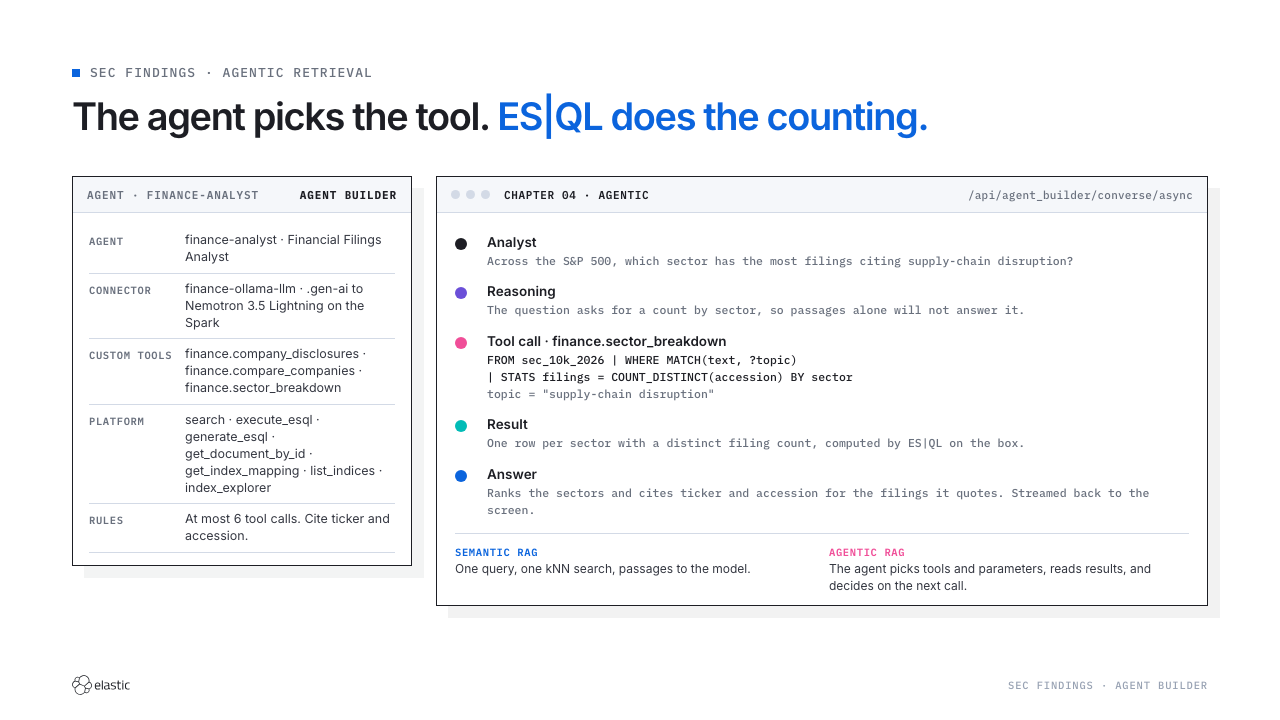 SEC FINDINGS · AGENTIC RETRIEVAL
The agent picks the tool. ES|QL does the counting.
AGENT · FINANCE-ANALYST AGENT BUILDER
AGENT finance-analyst · Financial Filings
Analyst
CONNECTOR finance-ollama-llm · .gen-ai to
Nemotron 3.5 Lightning on the
Spark
CUSTOM TOOLS finance.company_disclosures ·
finance.compare_companies ·
finance.sector_breakdown
PLATFORM search · execute_esql ·
generate_esql ·
get_document_by_id ·
get_index_mapping · list_indices ·
index_explorer
RULES At most 6 tool calls. Cite ticker and
accession.
CHAPTER 04 · AGENTIC /api/agent_builder/converse/async
Analyst
Across the S&P 500, which sector has the most filings citing supply-chain disruption?
Reasoning
The question asks for a count by sector, so passages alone will not answer it.
Tool call · finance.sector_breakdown
FROM sec_10k_2026 | WHERE MATCH(text, ?topic)
| STATS filings = COUNT_DISTINCT(accession) BY sector
topic = "supply-chain disruption"
Result
One row per sector with a distinct filing count, computed by ES|QL on the box.
Answer
Ranks the sectors and cites ticker and accession for the filings it quotes. Streamed back to the
screen.
SEMANTIC RAG
One query, one kNN search, passages to the model.
AGENTIC RAG
The agent picks tools and parameters, reads results, and
decides on the next call.
elastic
SEC FINDINGS · AGENT BUILDER